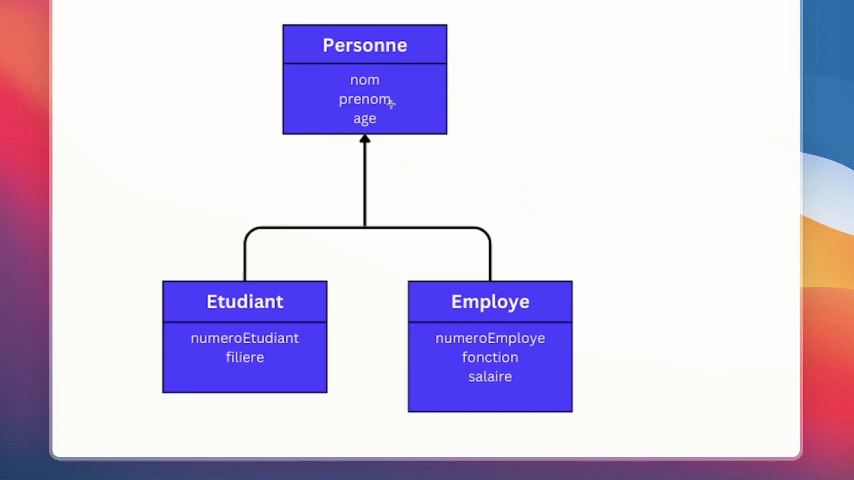 Personne
nom
prenom
age
Etudiant
numeroEtudiant
filiere
Employe
numeroEmploye
fonction
salaire